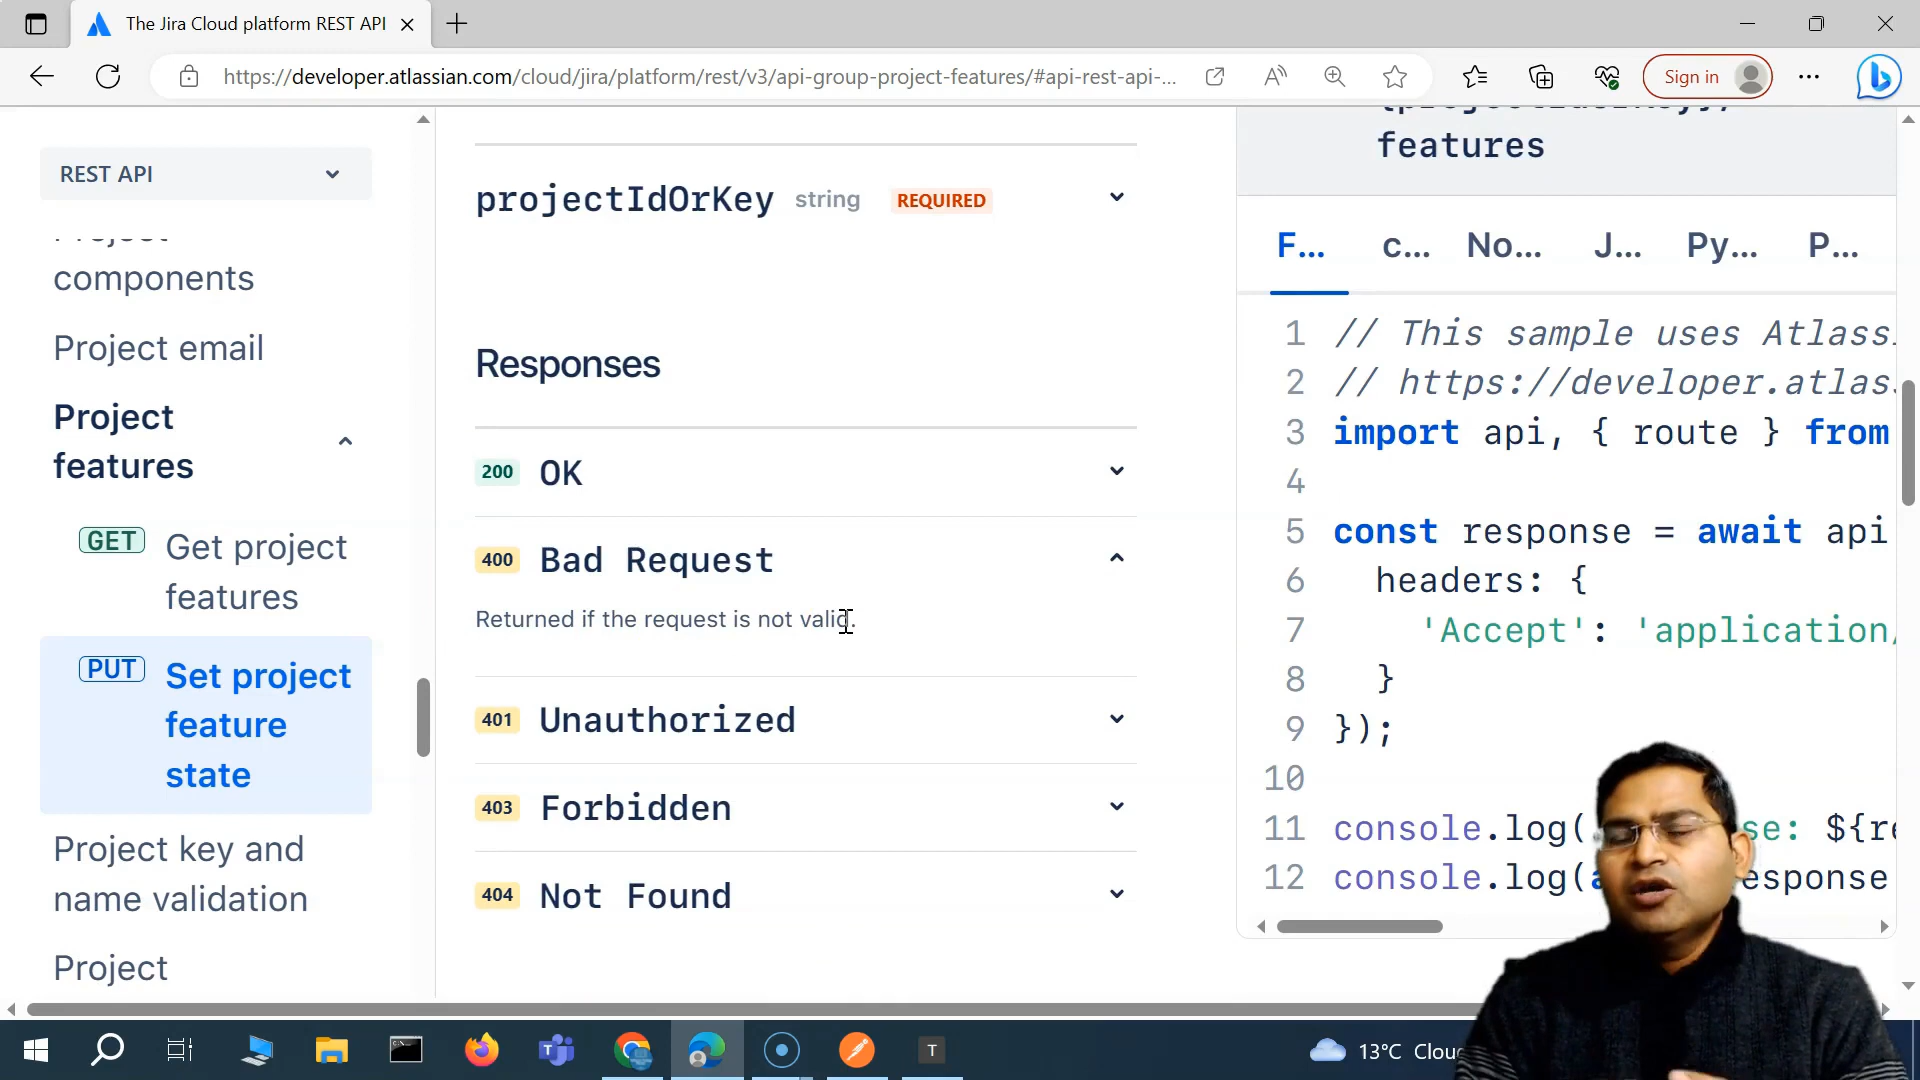 The Jira Cloud platform REST API
https://developer.atlassian.com/cloud/jira/platform/rest/v3/api-group-project-features/#api-rest-api-...
Sign in
REST API
components
Project email
Project
features
GET Get project
features
PUT Set project
feature
state
Project key and
name validation
Project
projectIdOrKey string REQUIRED
Responses
200 OK
400 Bad Request
Returned if the request is not valid.
401 Unauthorized
403 Forbidden
404 Not Found
features
F... c... No... J... Py... P...
1 // This sample uses Atlass
2 // https://developer.atlas
3 import api, { route } from
4
5 const response = await api
6 headers: {
7 'Accept': 'application/
8 }
9 });
10
11 console.log( se: ${re
12 console.log( esponse
T
13°C Clou